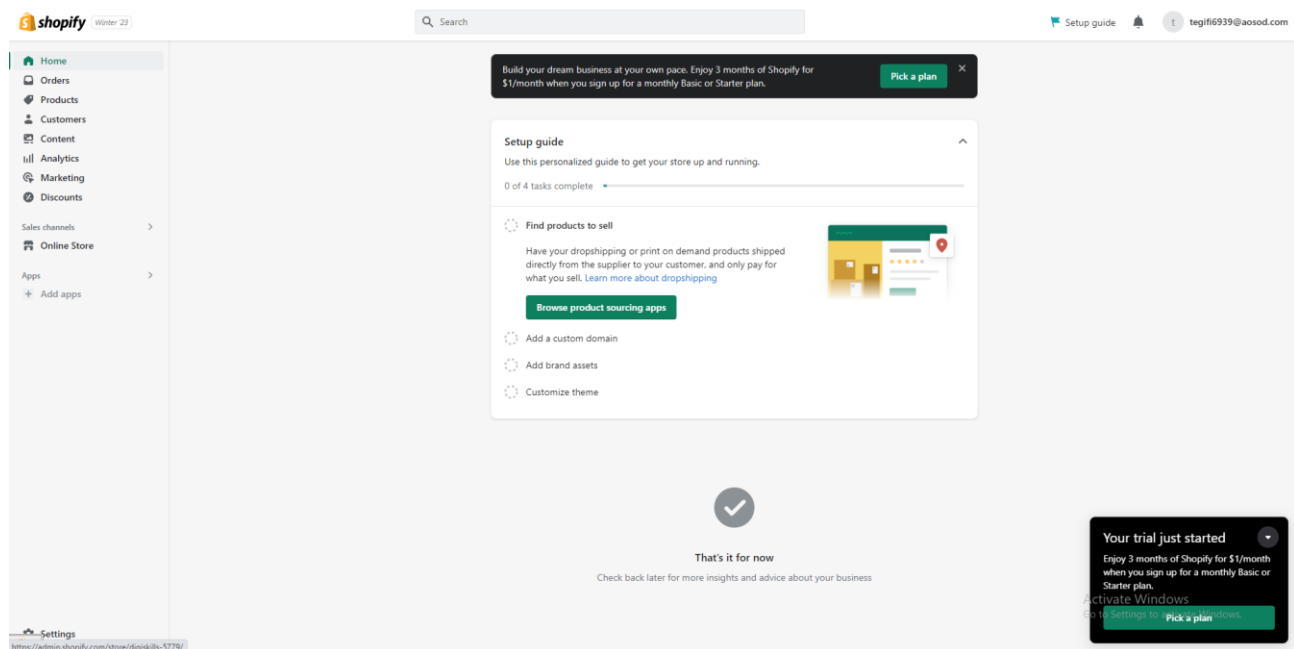 shopify Winter '23
Search
Setup guide
t tegifi6939@aosod.com
Home
Orders
Products
Customers
Content
Analytics
Marketing
Discounts
Sales channels
Online Store
Apps
+ Add apps
Settings
https://admin.shopify.com/store/digiskills-5779/
Build your dream business at your own pace. Enjoy 3 months of Shopify for
$1/month when you sign up for a monthly Basic or Starter plan.
Pick a plan
Setup guide
Use this personalized guide to get your store up and running.
0 of 4 tasks complete
Find products to sell
Have your dropshipping or print on demand products shipped
directly from the supplier to your customer, and only pay for
what you sell. Learn more about dropshipping
Browse product sourcing apps
Add a custom domain
Add brand assets
Customize theme
That's it for now
Check back later for more insights and advice about your business
Your trial just started
Enjoy 3 months of Shopify for $1/month
when you sign up for a monthly Basic or
Starter plan.
Activate Windows
Go to Settings to activate Windows.
Pick a plan